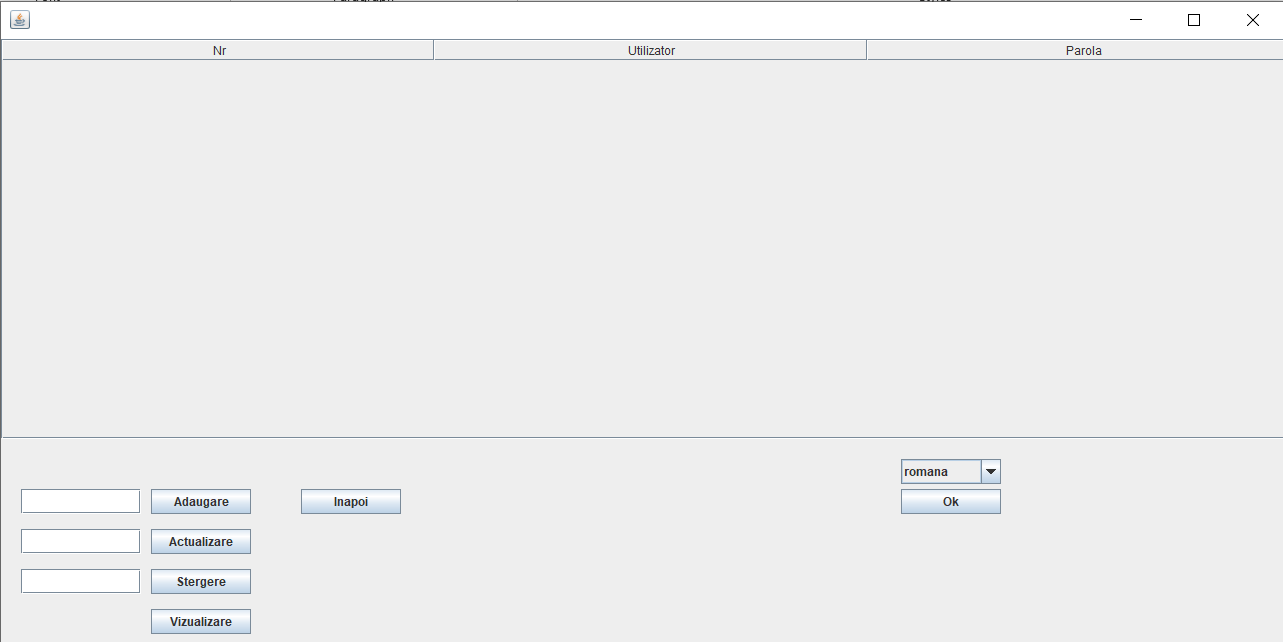 Nr Utilizator Parola
romana
Adaugare Inapoi Ok
Actualizare
Stergere
Vizualizare